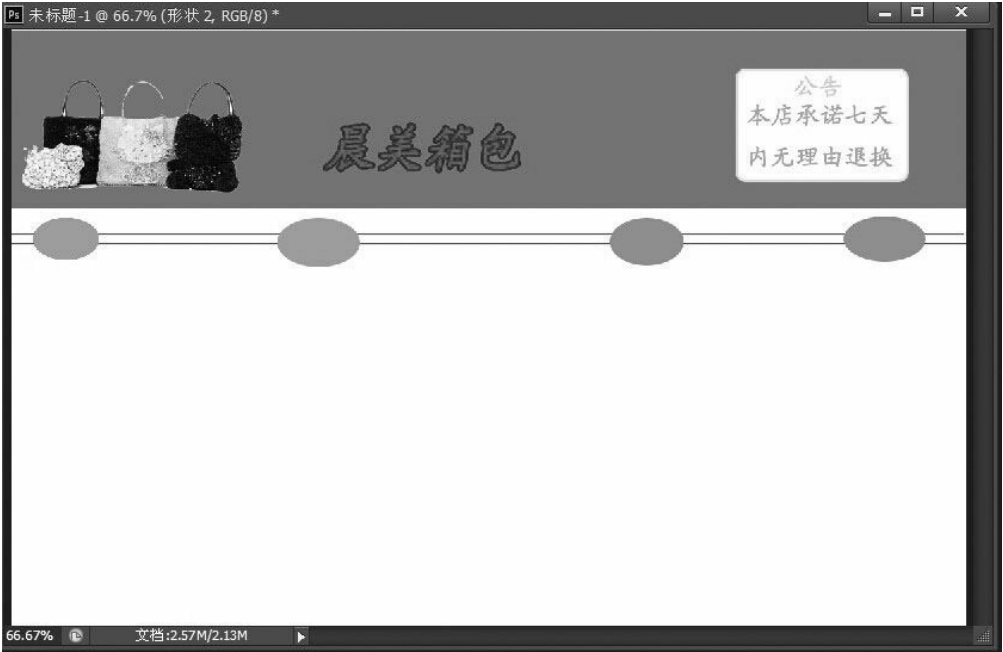 Ps 未标题-1 @ 66.7% (形状 2, RGB/8) *
晨美箱包
公告
本店承诺七天
内无理由退换
66.67% 文档:2.57M/2.13M